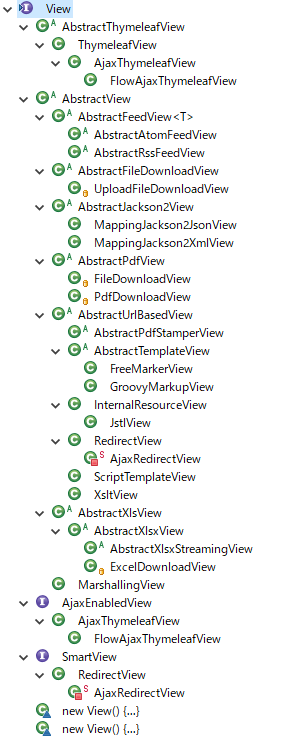 View
AbstractThymeleafView
ThymeleafView
AjaxThymeleafView
FlowAjaxThymeleafView
AbstractView
AbstractFeedView<T>
AbstractAtomFeedView
AbstractRssFeedView
AbstractFileDownloadView
UploadFileDownloadView
AbstractJackson2View
MappingJackson2JsonView
MappingJackson2XmlView
AbstractPdfView
FileDownloadView
PdfDownloadView
AbstractUrlBasedView
AbstractPdfStamperView
AbstractTemplateView
FreeMarkerView
GroovyMarkupView
InternalResourceView
JstlView
RedirectView
AjaxRedirectView
ScriptTemplateView
XsltView
AbstractXlsView
AbstractXlsxView
AbstractXlsxStreamingView
ExcelDownloadView
MarshallingView
AjaxEnabledView
AjaxThymeleafView
FlowAjaxThymeleafView
SmartView
RedirectView
AjaxRedirectView
new View() {...}
new View() {...}